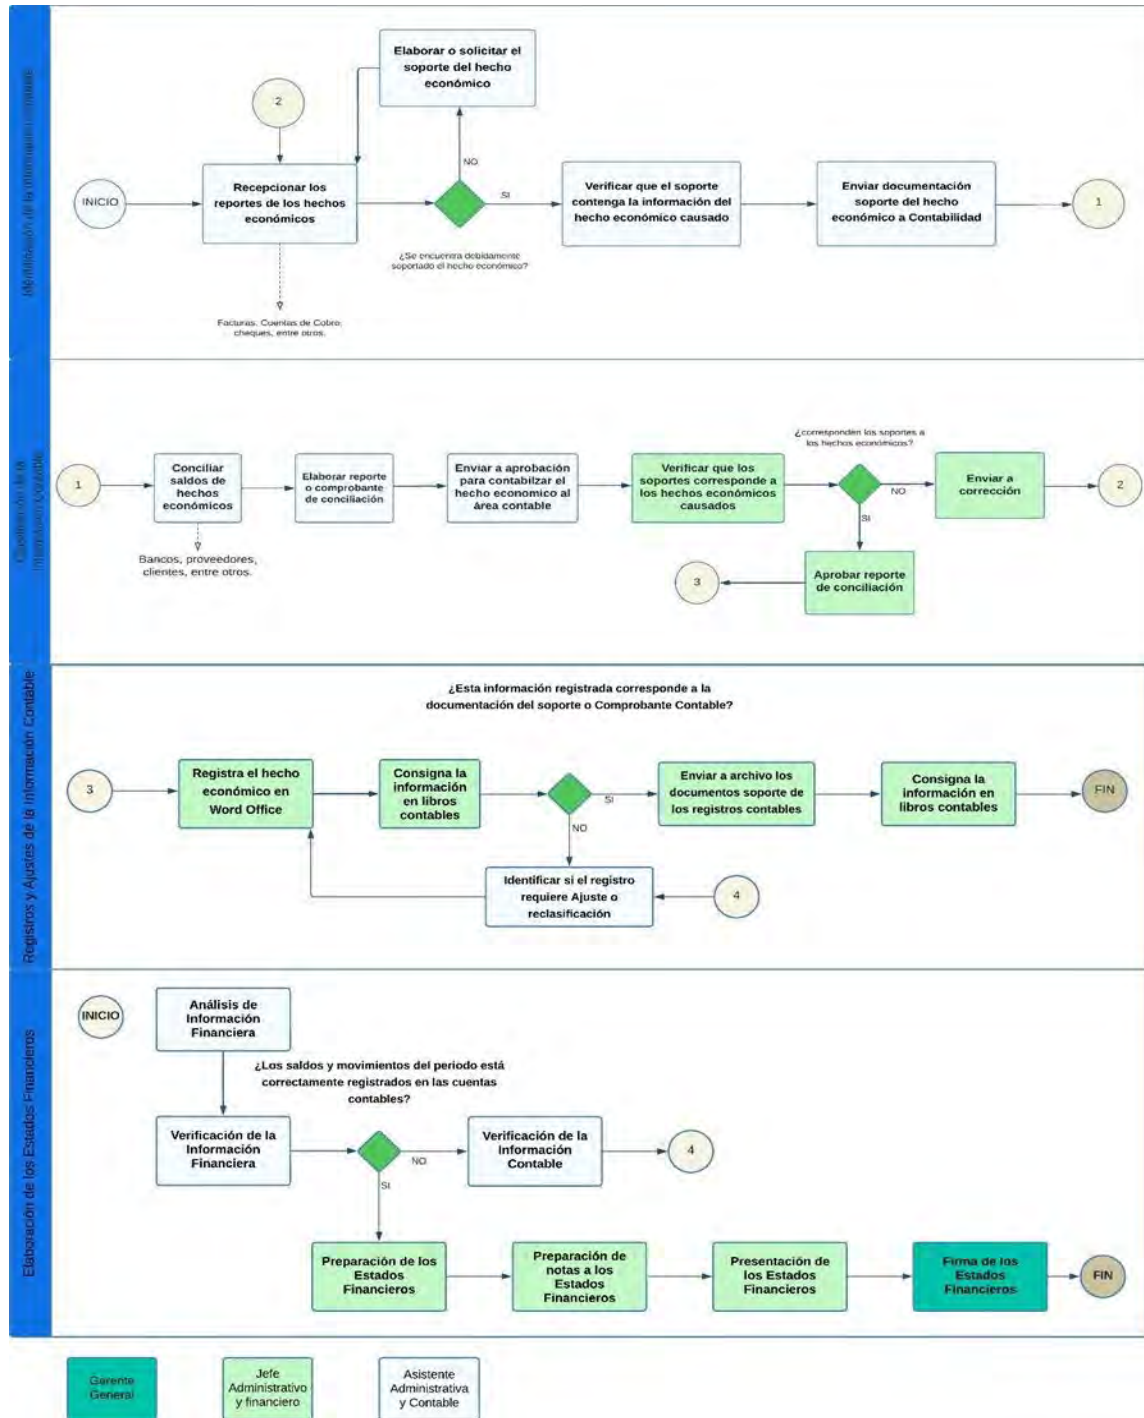 Identificación de la información contable
Elaborar o solicitar el
soporte del hecho
económico
2
NO
INICIO
Recepcionar los
reportes de los hechos
económicos
SI
Verificar que el soporte
contenga la información del
hecho económico causado
Enviar documentación
soporte del hecho
económico a Contabilidad
1
¿Se encuentra debidamente
soportado el hecho económico?
Facturas, Cuentas de Cobro,
cheques, entre otros.
Clasificación de la
Información Contable
¿corresponden los soportes a
los hechos económicos?
1
Conciliar
saldos de
hechos
económicos
Elaborar reporte
o comprobante
de conciliación
Enviar a aprobación
para contabilzar el
hecho economico al
área contable
Verificar que los
soportes corresponde a
los hechos económicos
causados
NO
Enviar a
corrección
2
SI
Bancos, proveedores,
clientes, entre otros.
3
Aprobar reporte
de conciliación
Registros y Ajustes de la Información Contable
¿Esta información registrada corresponde a la
documentación del soporte o Comprobante Contable?
3
Registra el hecho
económico en
Word Office
Consigna la
información
en libros
contables
SI
Enviar a archivo los
documentos soporte de
los registros contables
Consigna la
información en
libros contables
FIN
NO
Identificar si el registro
requiere Ajuste o
reclasificación
4
Elaboración de los Estados Financieros
INICIO
Análisis de
Información
Financiera
¿Los saldos y movimientos del periodo está
correctamente registrados en las cuentas
contables?
Verificación de la
Información
Financiera
NO
Verificación de la
Información
Contable
4
SI
Preparación de los
Estados
Financieros
Preparación de
notas a los
Estados
Financieros
Presentación de
los Estados
Financieros
Firma de los
Estados
Financieros
FIN
Gerente
General
Jefe
Administrativo
y financiero
Asistente
Administrativa
y Contable